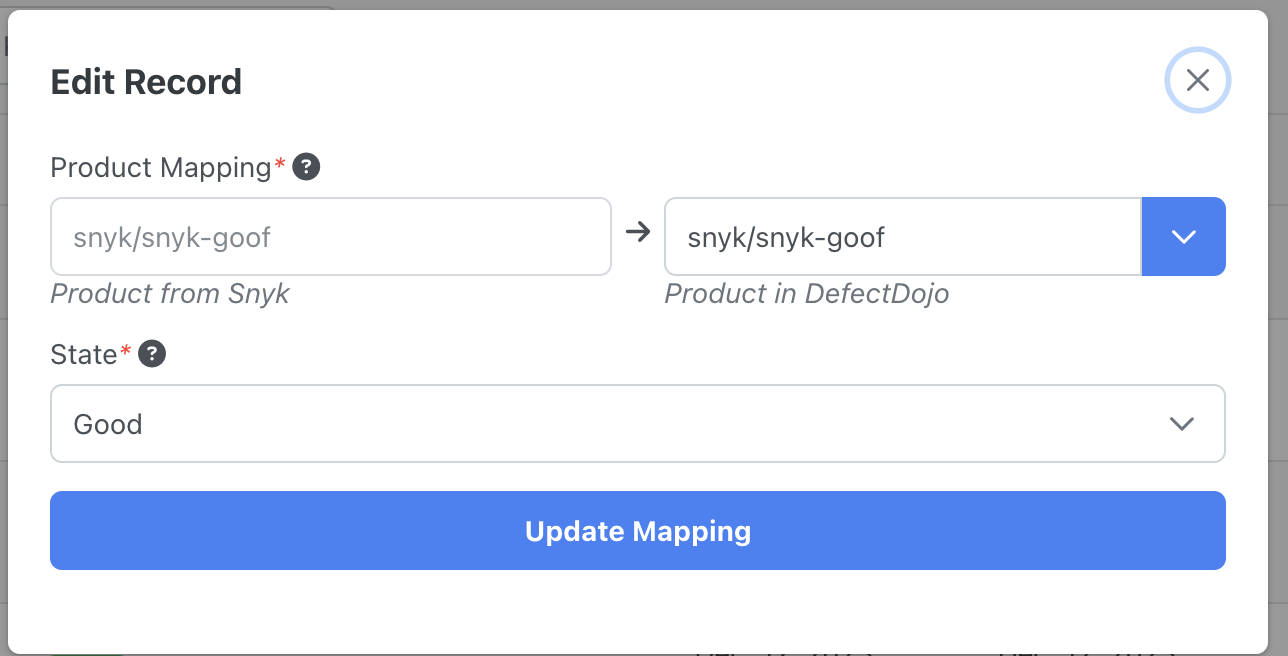 Edit Record
Product Mapping* ?
snyk/snyk-goof → snyk/snyk-goof
Product from Snyk Product in DefectDojo
State* ?
Good
Update Mapping